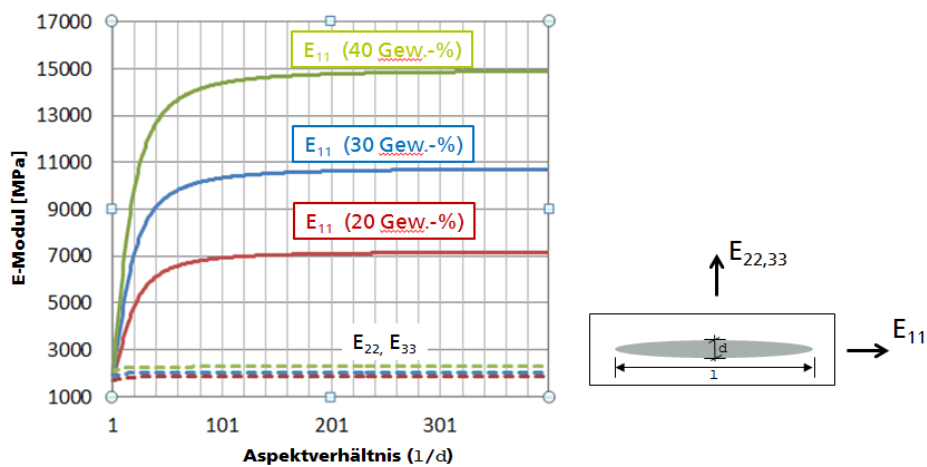 17000
15000
13000
11000
9000
7000
5000
3000
1000
E-Modul [MPa]
E₁₁ (40 Gew.-%)
E₁₁ (30 Gew.-%)
E₁₁ (20 Gew.-%)
E₂₂, E₃₃
1
101
201
301
Aspektverhältnis (l/d)
E₂₂,₃₃
E₁₁
d
l